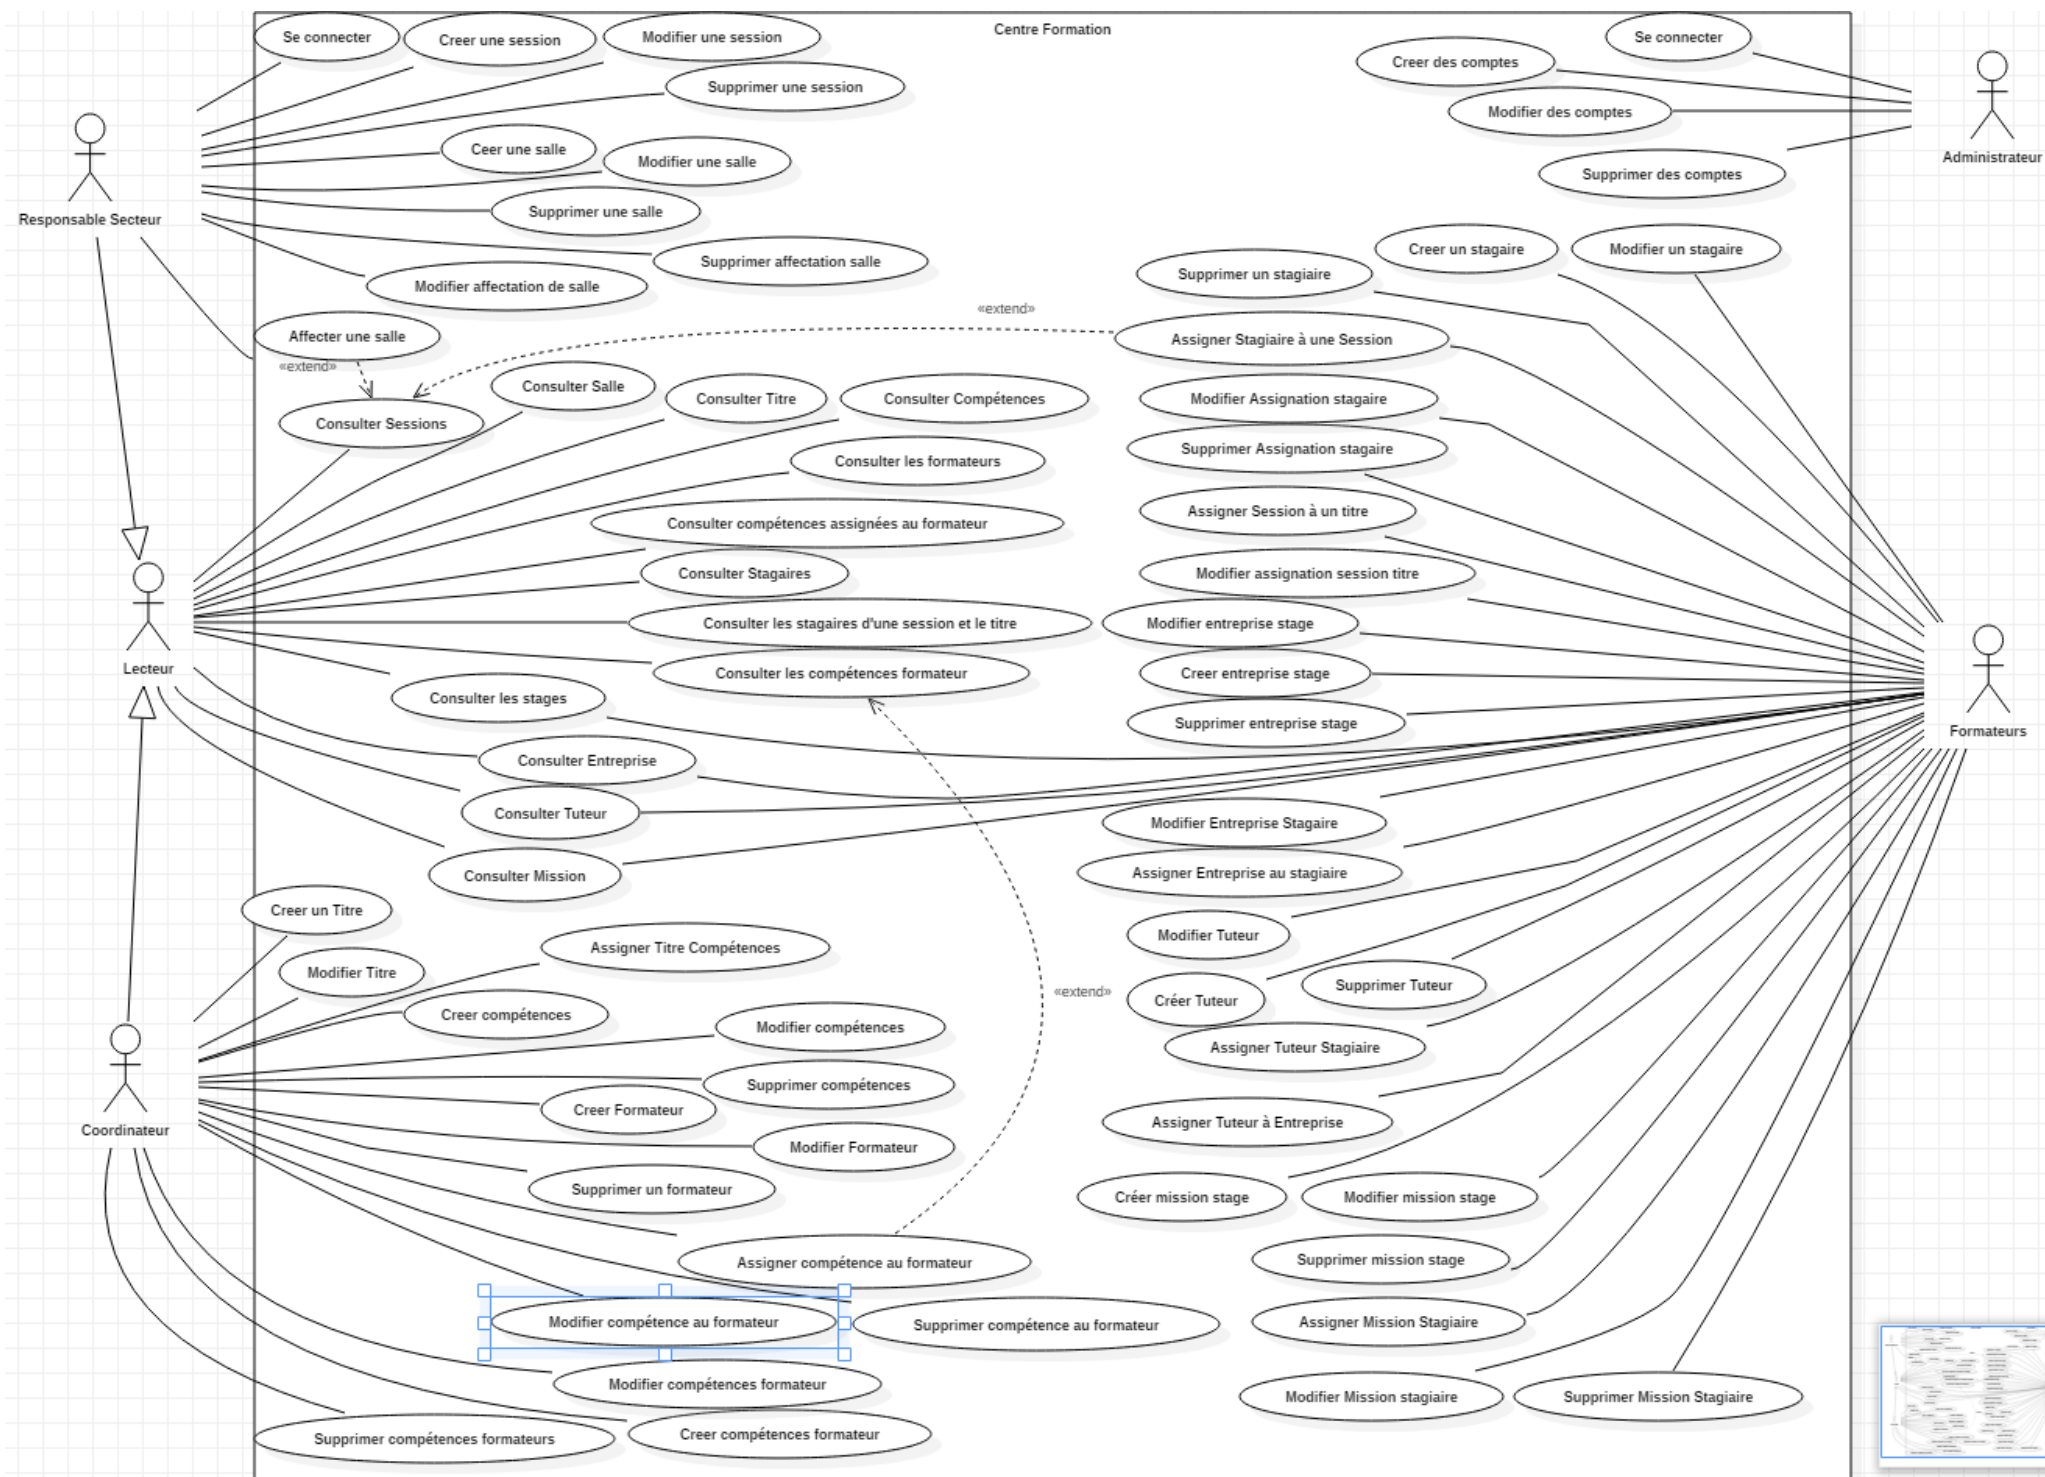 Centre Formation
Se connecter
Creer une session
Modifier une session
Supprimer une session
Ceer une salle
Modifier une salle
Supprimer une salle
Supprimer affectation salle
Modifier affectation de salle
Responsable Secteur
Se connecter
Creer des comptes
Modifier des comptes
Supprimer des comptes
Administrateur
Creer un stagaire
Modifier un stagaire
Supprimer un stagiaire
«extend»
Affecter une salle
Assigner Stagiaire à une Session
«extend»
Consulter Salle
Consulter Titre
Consulter Compétences
Modifier Assignation stagaire
Consulter Sessions
Supprimer Assignation stagaire
Consulter les formateurs
Assigner Session à un titre
Consulter compétences assignées au formateur
Consulter Stagaires
Modifier assignation session titre
Consulter les stagaires d'une session et le titre
Modifier entreprise stage
Lecteur
Consulter les compétences formateur
Creer entreprise stage
Consulter les stages
Supprimer entreprise stage
Formateurs
Consulter Entreprise
Consulter Tuteur
Modifier Entreprise Stagaire
Consulter Mission
Assigner Entreprise au stagiaire
Creer un Titre
Modifier Tuteur
Assigner Titre Compétences
Modifier Titre
Supprimer Tuteur
«extend»
Créer Tuteur
Creer compétences
Modifier compétences
Assigner Tuteur Stagiaire
Supprimer compétences
Creer Formateur
Coordinateur
Assigner Tuteur à Entreprise
Modifier Formateur
Supprimer un formateur
Créer mission stage
Modifier mission stage
Assigner compétence au formateur
Supprimer mission stage
Modifier compétence au formateur
Supprimer compétence au formateur
Assigner Mission Stagiaire
Modifier compétences formateur
Modifier Mission stagiaire
Supprimer Mission Stagiaire
Supprimer compétences formateurs
Creer compétences formateur